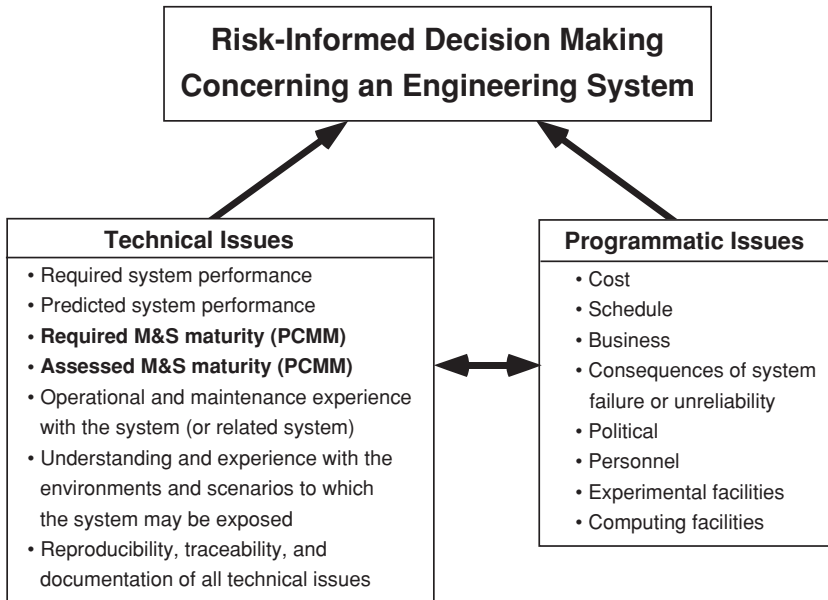 Risk-Informed Decision Making
Concerning an Engineering System
Technical Issues
• Required system performance
• Predicted system performance
• Required M&S maturity (PCMM)
• Assessed M&S maturity (PCMM)
• Operational and maintenance experience
with the system (or related system)
• Understanding and experience with the
environments and scenarios to which
the system may be exposed
• Reproducibility, traceability, and
documentation of all technical issues
Programmatic Issues
• Cost
• Schedule
• Business
• Consequences of system
failure or unreliability
• Political
• Personnel
• Experimental facilities
• Computing facilities